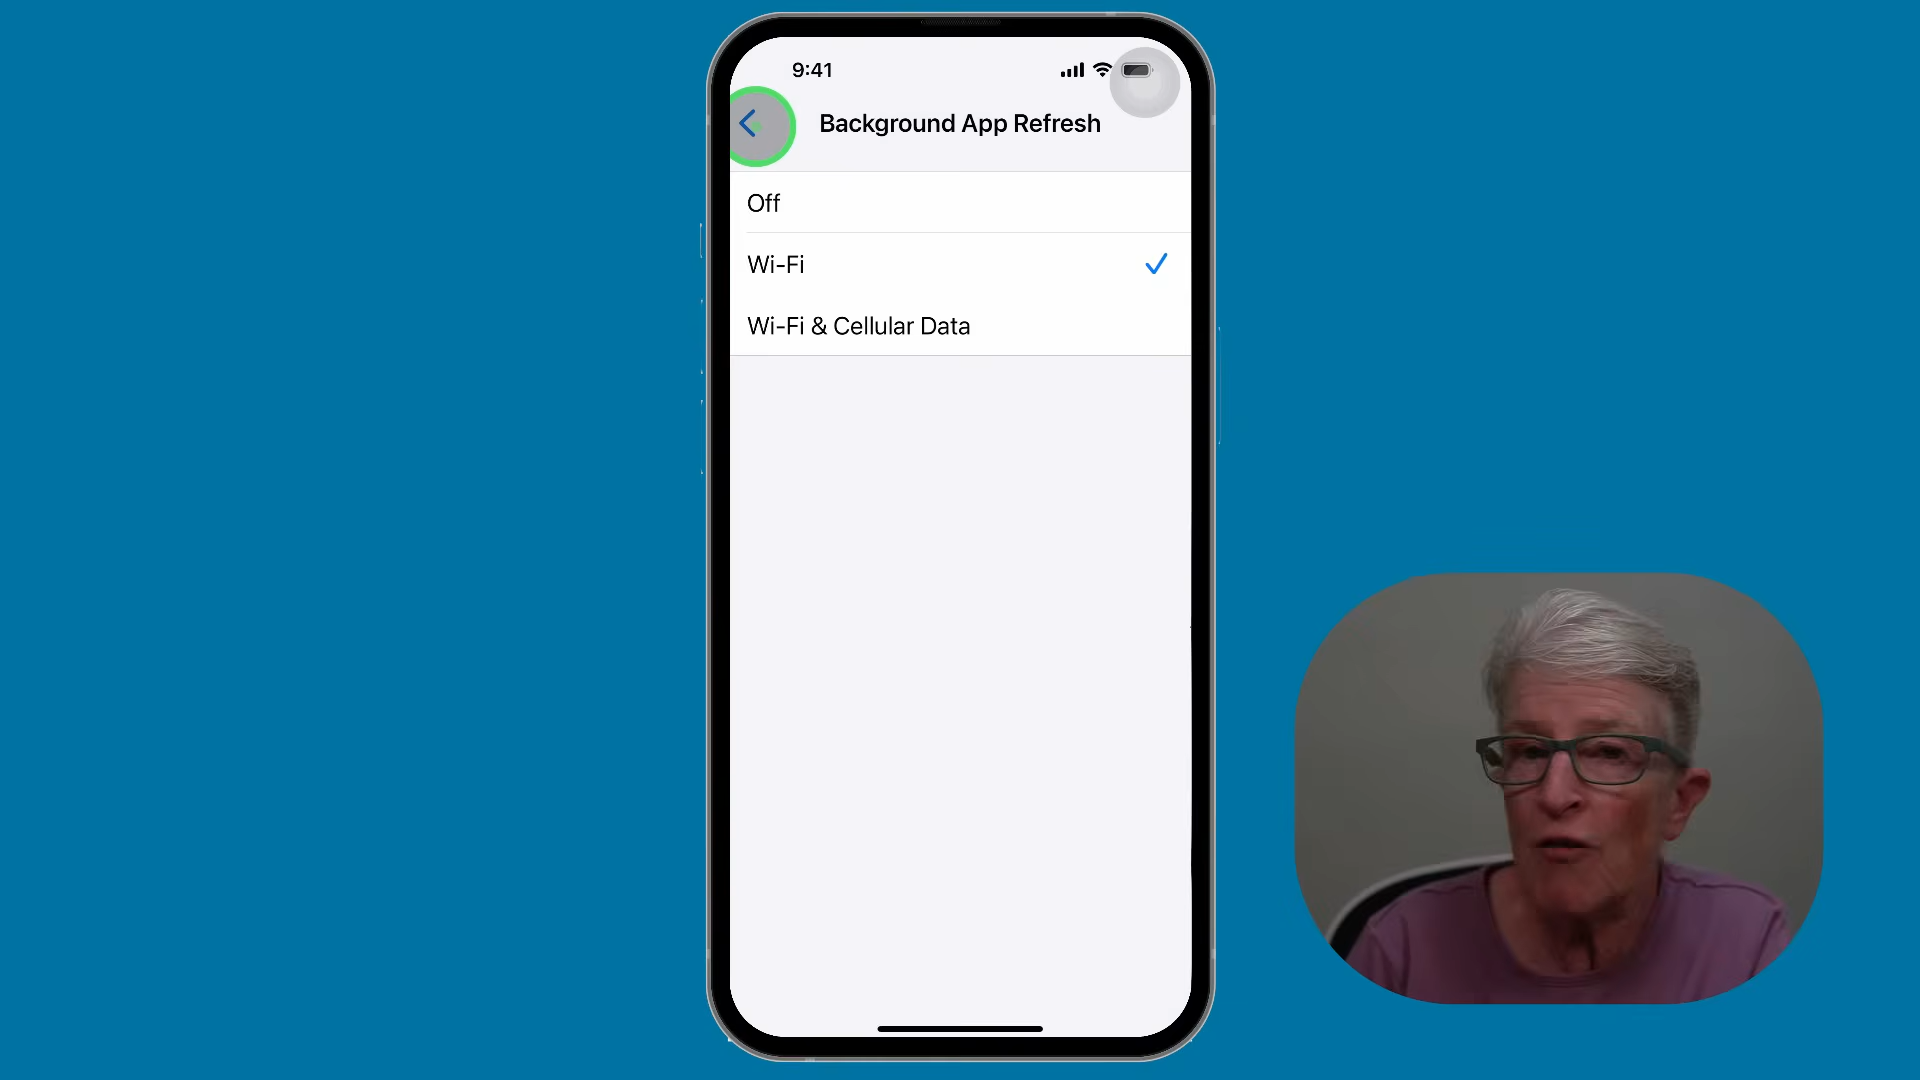 9:41
Background App Refresh
Off
Wi-Fi
Wi-Fi & Cellular Data